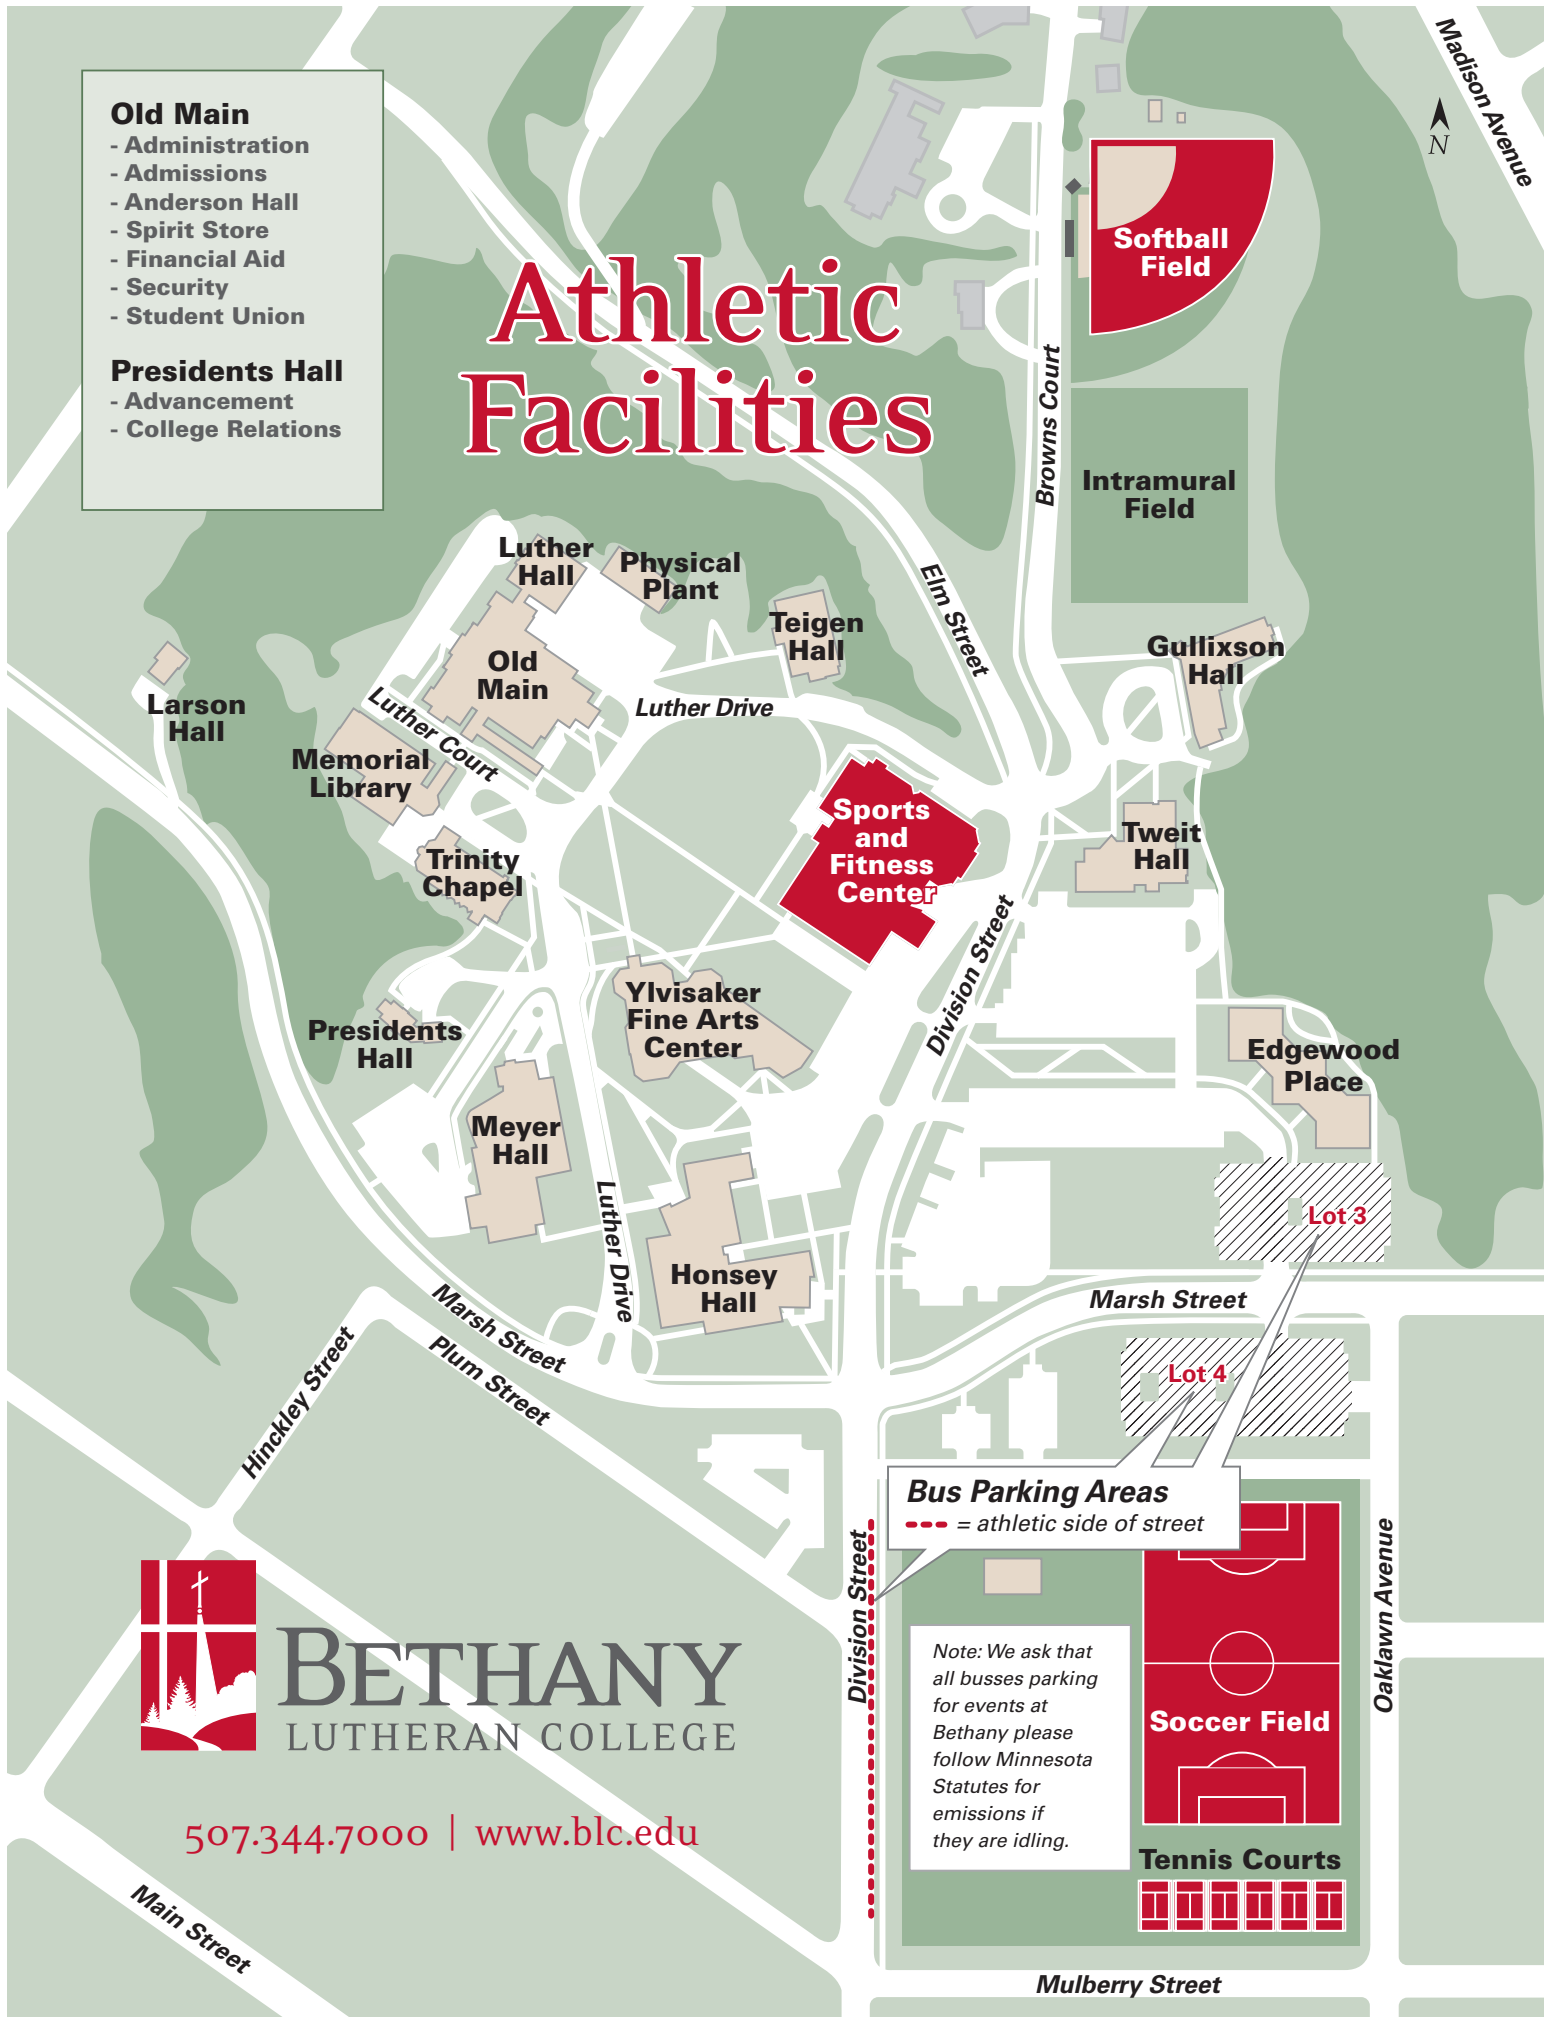 Old Main
- Administration
- Admissions
- Anderson Hall
- Spirit Store
- Financial Aid
- Security
- Student Union
Presidents Hall
- Advancement
- College Relations
Madison Avenue
N
Athletic
Facilities
Softball
Field
Browns Court
Intramural
Field
Elm Street
Luther
Hall
Physical
Plant
Teigen
Hall
Gullixson
Hall
Old
Main
Larson
Hall
Luther Court
Luther Drive
Memorial
Library
Sports
and
Fitness
Center
Tweit
Hall
Trinity
Chapel
Division Street
Ylvisaker
Fine Arts
Center
Presidents
Hall
Edgewood
Place
Meyer
Hall
Luther Drive
Lot 3
Honsey
Hall
Marsh Street
Marsh Street
Plum Street
Hinckley Street
Lot 4
Bus Parking Areas
= athletic side of street
Division Street
Oaklawn Avenue
Note: We ask that
all busses parking
for events at
Bethany please
follow Minnesota
Statutes for
emissions if
they are idling.
Soccer Field
Tennis Courts
BETHANY
LUTHERAN COLLEGE
507.344.7000 | www.blc.edu
Main Street
Mulberry Street